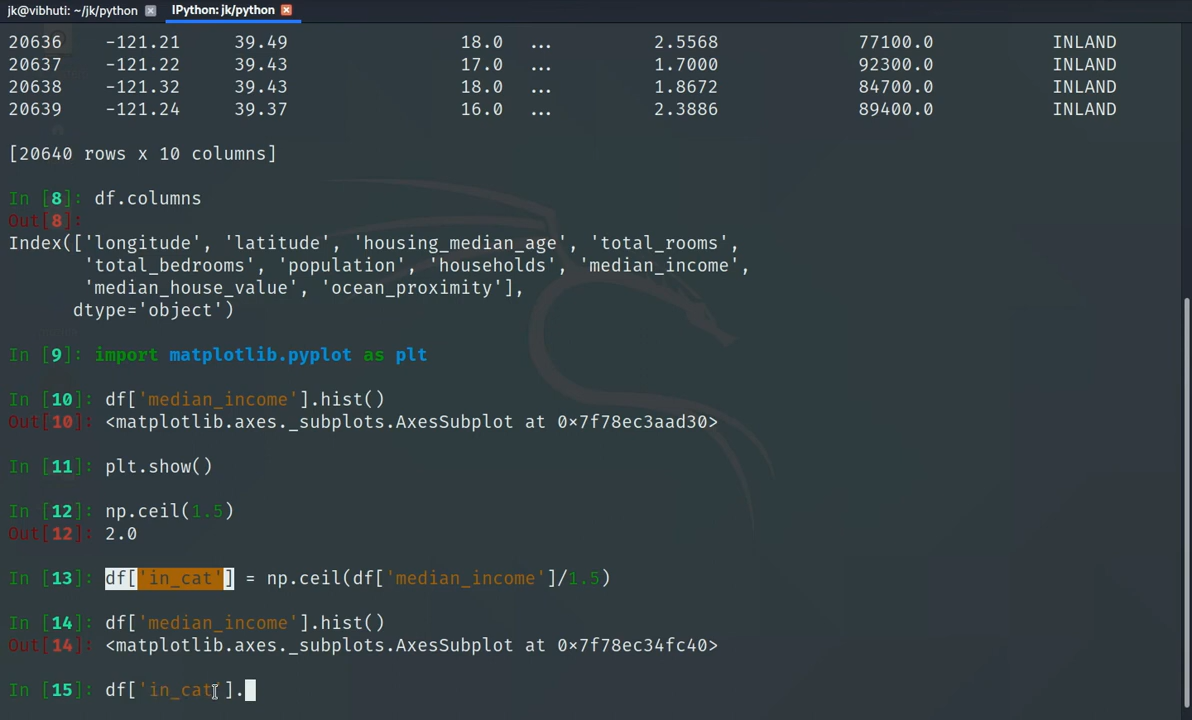 jk@vibhuti: ~/jk/python IPython: jk/python
20636 -121.21 39.49 18.0 ... 2.5568 77100.0 INLAND
20637 -121.22 39.43 17.0 ... 1.7000 92300.0 INLAND
20638 -121.32 39.43 18.0 ... 1.8672 84700.0 INLAND
20639 -121.24 39.37 16.0 ... 2.3886 89400.0 INLAND
[20640 rows x 10 columns]
In [8]: df.columns
Out[8]:
Index(['longitude', 'latitude', 'housing_median_age', 'total_rooms',
'total_bedrooms', 'population', 'households', 'median_income',
'median_house_value', 'ocean_proximity'],
dtype='object')
In [9]: import matplotlib.pyplot as plt
In [10]: df['median_income'].hist()
Out[10]: <matplotlib.axes._subplots.AxesSubplot at 0x7f78ec3aad30>
In [11]: plt.show()
In [12]: np.ceil(1.5)
Out[12]: 2.0
In [13]: df['in_cat'] = np.ceil(df['median_income']/1.5)
In [14]: df['median_income'].hist()
Out[14]: <matplotlib.axes._subplots.AxesSubplot at 0x7f78ec34fc40>
In [15]: df['in_cat'].